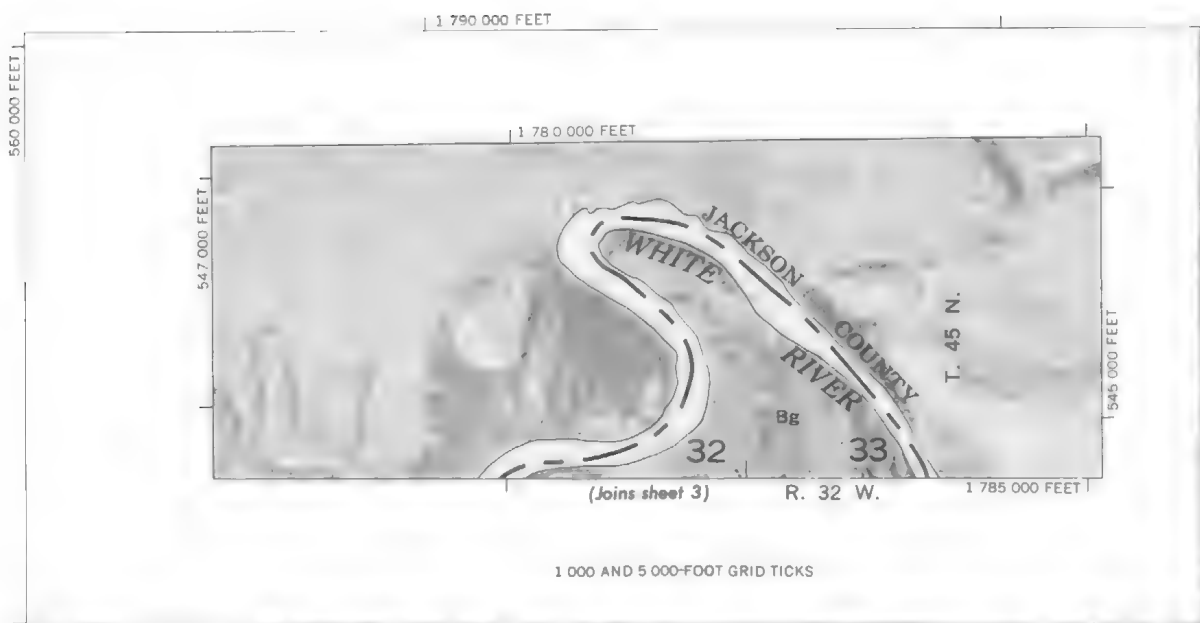 1 790 000 FEET
560 000 FEET
1 780 000 FEET
547 000 FEET
JACKSON COUNTY
WHITE RIVER
T. 45 N.
545 000 FEET
Bg
32
33
(Joins sheet 3)
R. 32 W.
1 785 000 FEET
1 000 AND 5 000-FOOT GRID TICKS